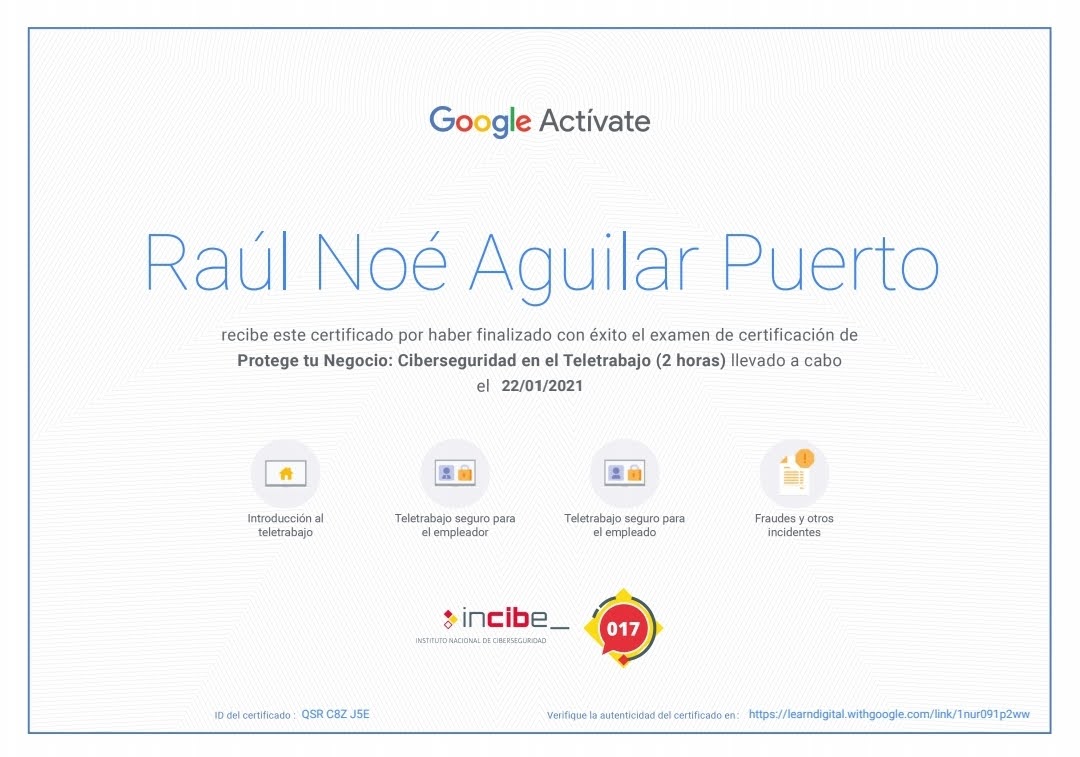 Google Actívate
Raúl Noé Aguilar Puerto
recibe este certificado por haber finalizado con éxito el examen de certificación de
Protege tu Negocio: Ciberseguridad en el Teletrabajo (2 horas) llevado a cabo
el 22/01/2021
Introducción al
teletrabajo
Teletrabajo seguro para
el empleador
Teletrabajo seguro para
el empleado
Fraudes y otros
incidentes
incibe_
INSTITUTO NACIONAL DE CIBERSEGURIDAD
017
ID del certificado : QSR C8Z J5E
Verifique la autenticidad del certificado en: https://learndigital.withgoogle.com/link/1nur091p2ww